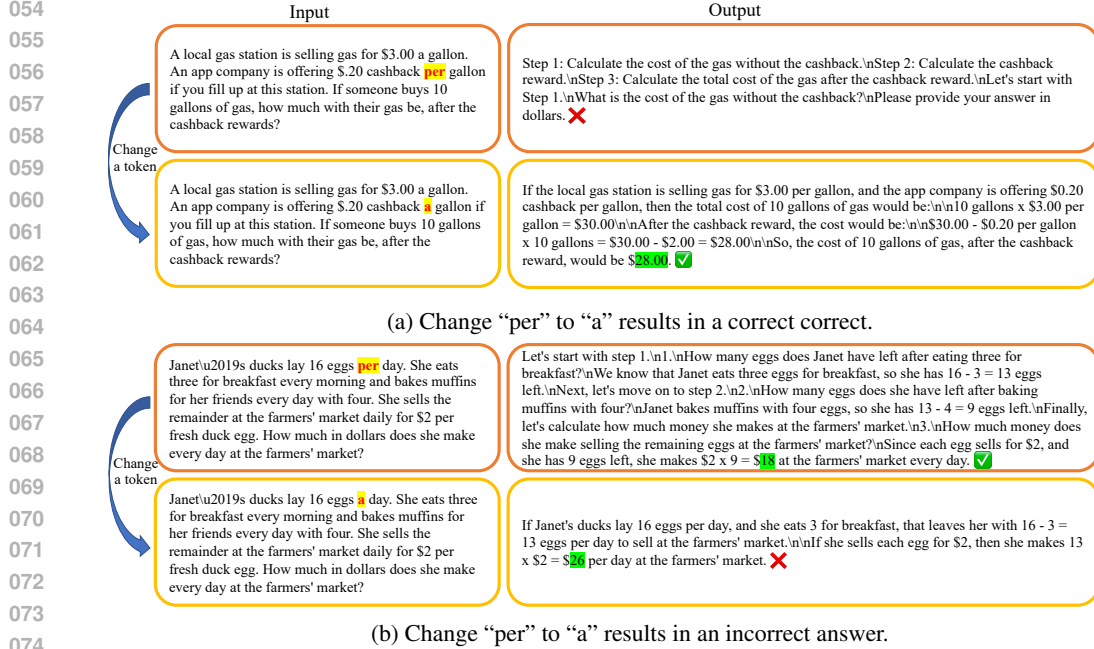 054
055
056
057
058
059
060
061
062
063
064
065
066
067
068
069
070
071
072
073
074
Input
Output
Change
a token
A local gas station is selling gas for $3.00 a gallon.
An app company is offering $.20 cashback per gallon
if you fill up at this station. If someone buys 10
gallons of gas, how much with their gas be, after the
cashback rewards?
Step 1: Calculate the cost of the gas without the cashback.\nStep 2: Calculate the cashback
reward.\nStep 3: Calculate the total cost of the gas after the cashback reward.\nLet's start with
Step 1.\nWhat is the cost of the gas without the cashback?\nPlease provide your answer in
dollars. ❌
A local gas station is selling gas for $3.00 a gallon.
An app company is offering $.20 cashback a gallon if
you fill up at this station. If someone buys 10 gallons
of gas, how much with their gas be, after the
cashback rewards?
If the local gas station is selling gas for $3.00 per gallon, and the app company is offering $0.20
cashback per gallon, then the total cost of 10 gallons of gas would be:\n\n10 gallons x $3.00 per
gallon = $30.00\n\nAfter the cashback reward, the cost would be:\n\n$30.00 - $0.20 per gallon
x 10 gallons = $30.00 - $2.00 = $28.00\n\nSo, the cost of 10 gallons of gas, after the cashback
reward, would be $28.00. ✅
(a) Change “per” to “a” results in a correct correct.
Change
a token
Janet\u2019s ducks lay 16 eggs per day. She eats
three for breakfast every morning and bakes muffins
for her friends every day with four. She sells the
remainder at the farmers' market daily for $2 per
fresh duck egg. How much in dollars does she make
every day at the farmers' market?
Let's start with step 1.\n1.\nHow many eggs does Janet have left after eating three for
breakfast?\nWe know that Janet eats three eggs for breakfast, so she has 16 - 3 = 13 eggs
left.\nNext, let's move on to step 2.\n2.\nHow many eggs does she have left after baking
muffins with four?\nJanet bakes muffins with four eggs, so she has 13 - 4 = 9 eggs left.\nFinally,
let's calculate how much money she makes at the farmers' market.\n3.\nHow much money does
she make selling the remaining eggs at the farmers' market?\nSince each egg sells for $2, and
she has 9 eggs left, she makes $2 x 9 = $18 at the farmers' market every day. ✅
Janet\u2019s ducks lay 16 eggs a day. She eats three
for breakfast every morning and bakes muffins for
her friends every day with four. She sells the
remainder at the farmers' market daily for $2 per
fresh duck egg. How much in dollars does she make
every day at the farmers' market?
If Janet's ducks lay 16 eggs per day, and she eats 3 for breakfast, that leaves her with 16 - 3 =
13 eggs per day to sell at the farmers' market.\n\nIf she sells each egg for $2, then she makes 13
x $2 = $26 per day at the farmers' market. ❌
(b) Change “per” to “a” results in an incorrect answer.